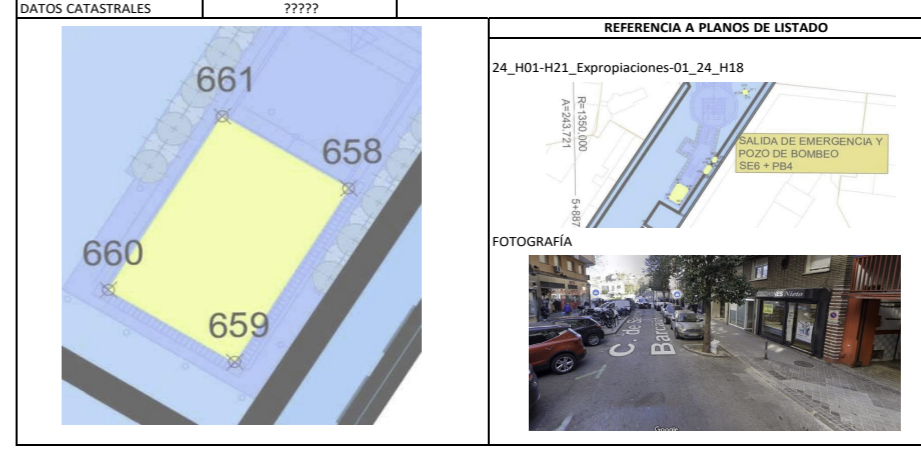 DATOS CATASTRALES ?????
661
658
660
659
REFERENCIA A PLANOS DE LISTADO
24_H01-H21_Expropiaciones-01_24_H18
R=1350.000
A=243.721
5+887
SALIDA DE EMERGENCIA Y
POZO DE BOMBEO
SE6 + PB4
FOTOGRAFÍA
Nieto
C. de S
Barc
Google